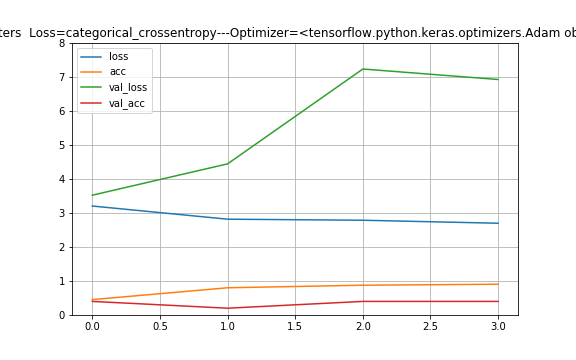 ters Loss=categorical_crossentropy---Optimizer=<tensorflow.python.keras.optimizers.Adam ob
8
7
6
5
4
3
2
1
0
loss
acc
val_loss
val_acc
0.0 0.5 1.0 1.5 2.0 2.5 3.0